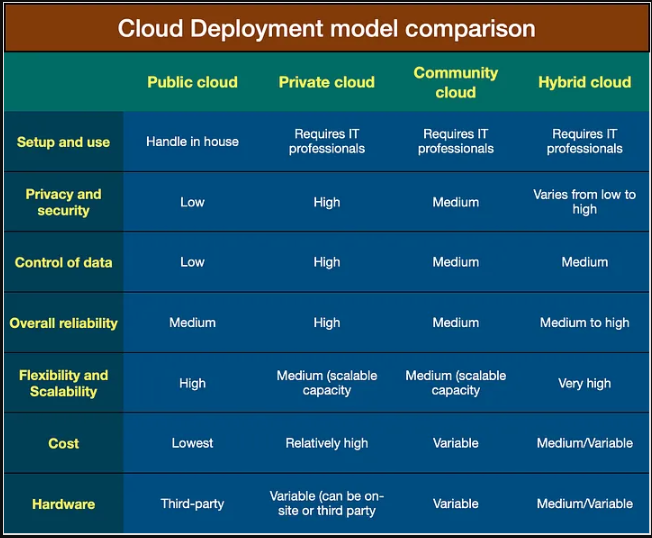 Cloud Deployment model comparison
Public cloud Private cloud Community cloud Hybrid cloud
Setup and use Handle in house Requires IT professionals Requires IT professionals Requires IT professionals
Privacy and security Low High Medium Varies from low to high
Control of data Low High Medium Medium
Overall reliability Medium High Medium Medium to high
Flexibility and Scalability High Medium (scalable capacity Medium (scalable capacity Very high
Cost Lowest Relatively high Variable Medium/Variable
Hardware Third-party Variable (can be on-site or third party Variable Medium/Variable